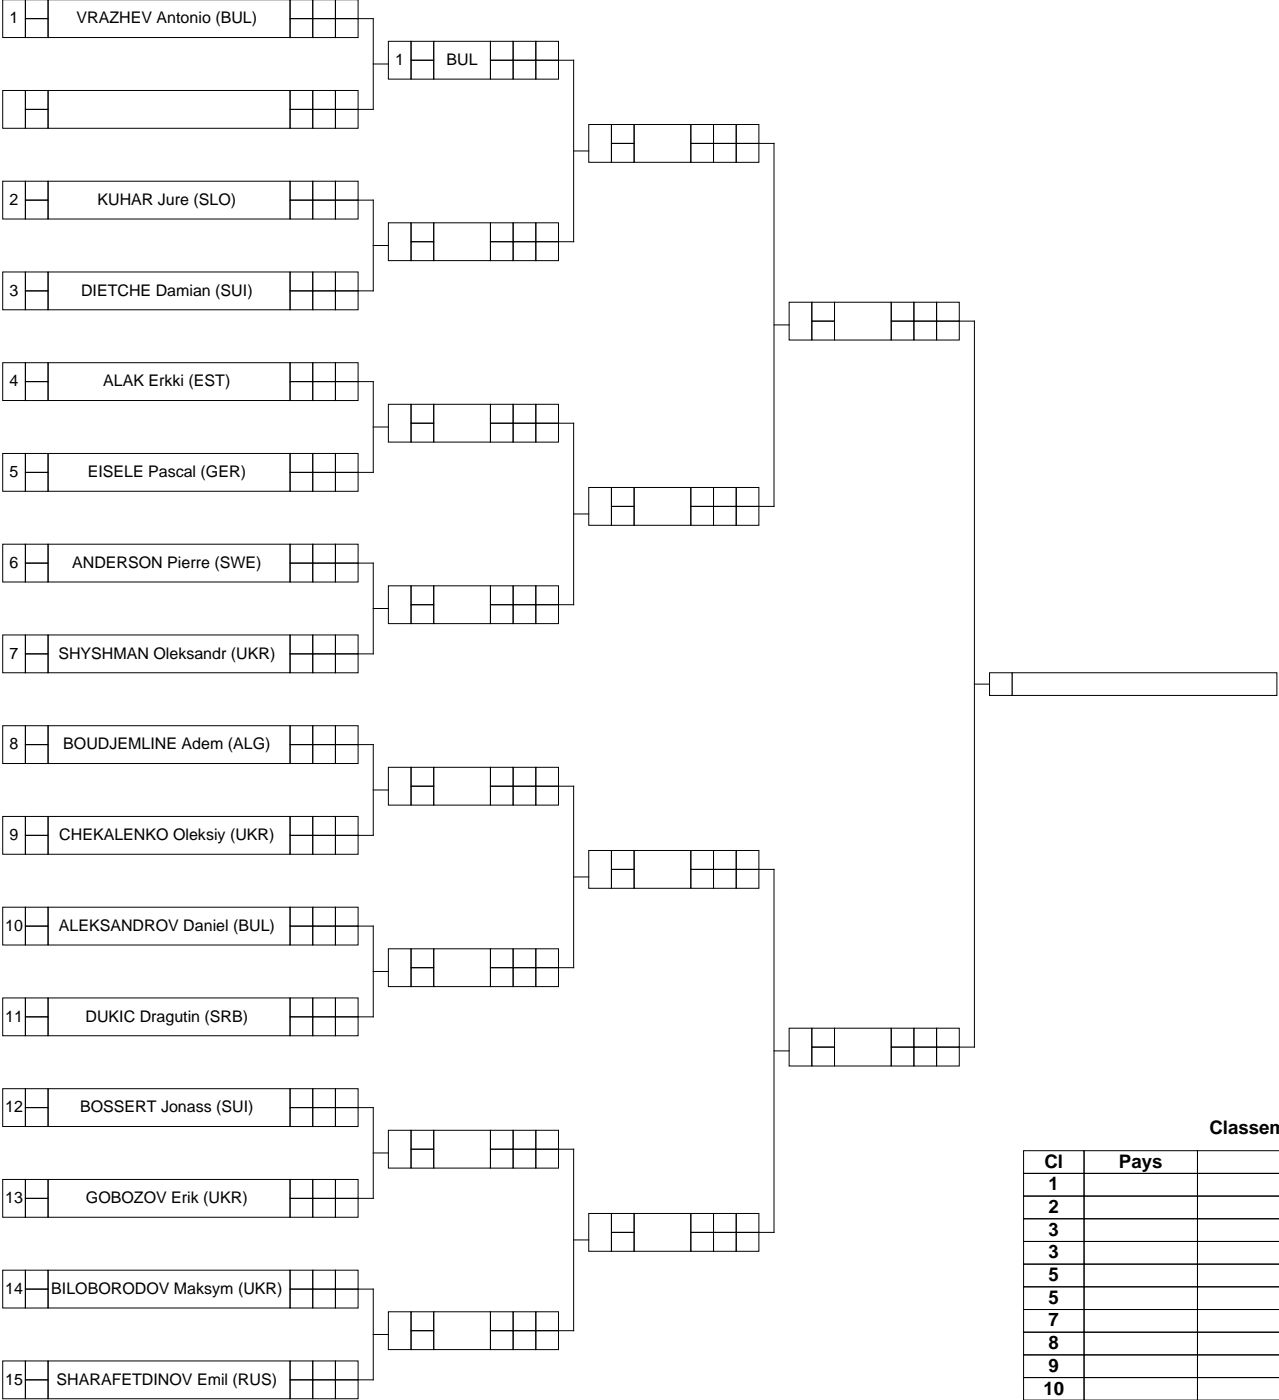 1 VRAZHEV Antonio (BUL)
1 BUL
2 KUHAR Jure (SLO)
3 DIETCHE Damian (SUI)
4 ALAK Erkki (EST)
5 EISELE Pascal (GER)
6 ANDERSON Pierre (SWE)
7 SHYSHMAN Oleksandr (UKR)
8 BOUDJEMLINE Adem (ALG)
9 CHEKALENKO Oleksiy (UKR)
10 ALEKSANDROV Daniel (BUL)
11 DUKIC Dragutin (SRB)
12 BOSSERT Jonass (SUI)
13 GOBOZOV Erik (UKR)
14 BILOBORODOV Maksym (UKR)
15 SHARAFETDINOV Emil (RUS)
Classem
Cl Pays
1
2
3
3
5
5
7
8
9
10